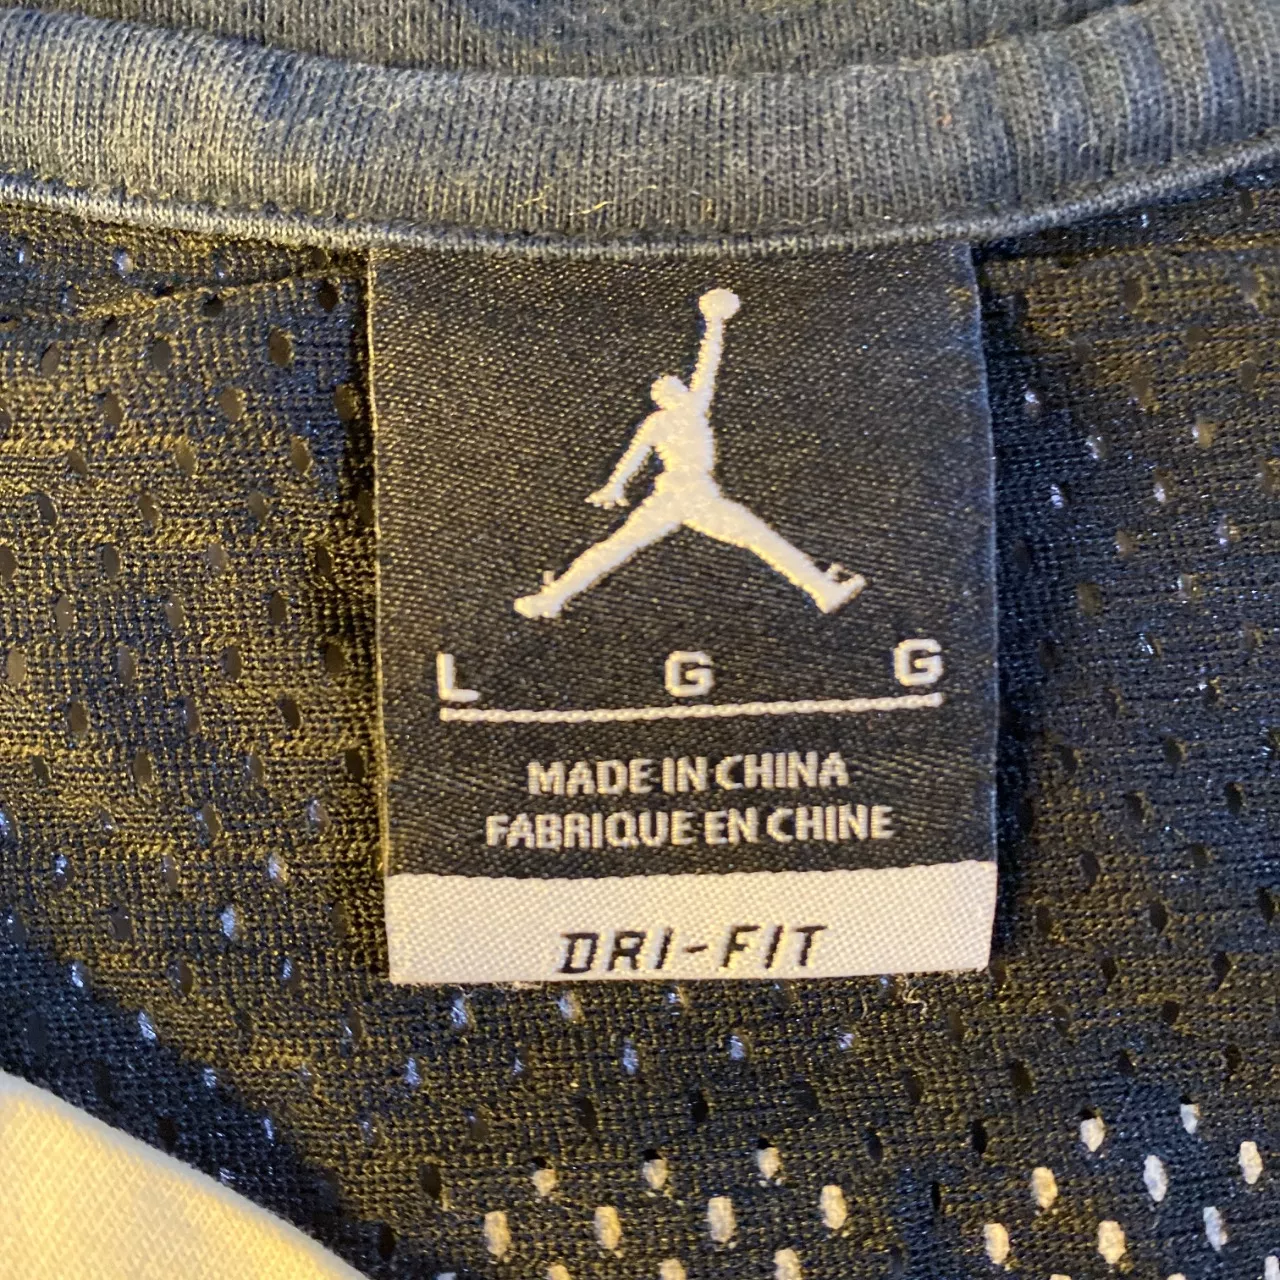 L G G
MADE IN CHINA
FABRIQUE EN CHINE
DRI-FIT